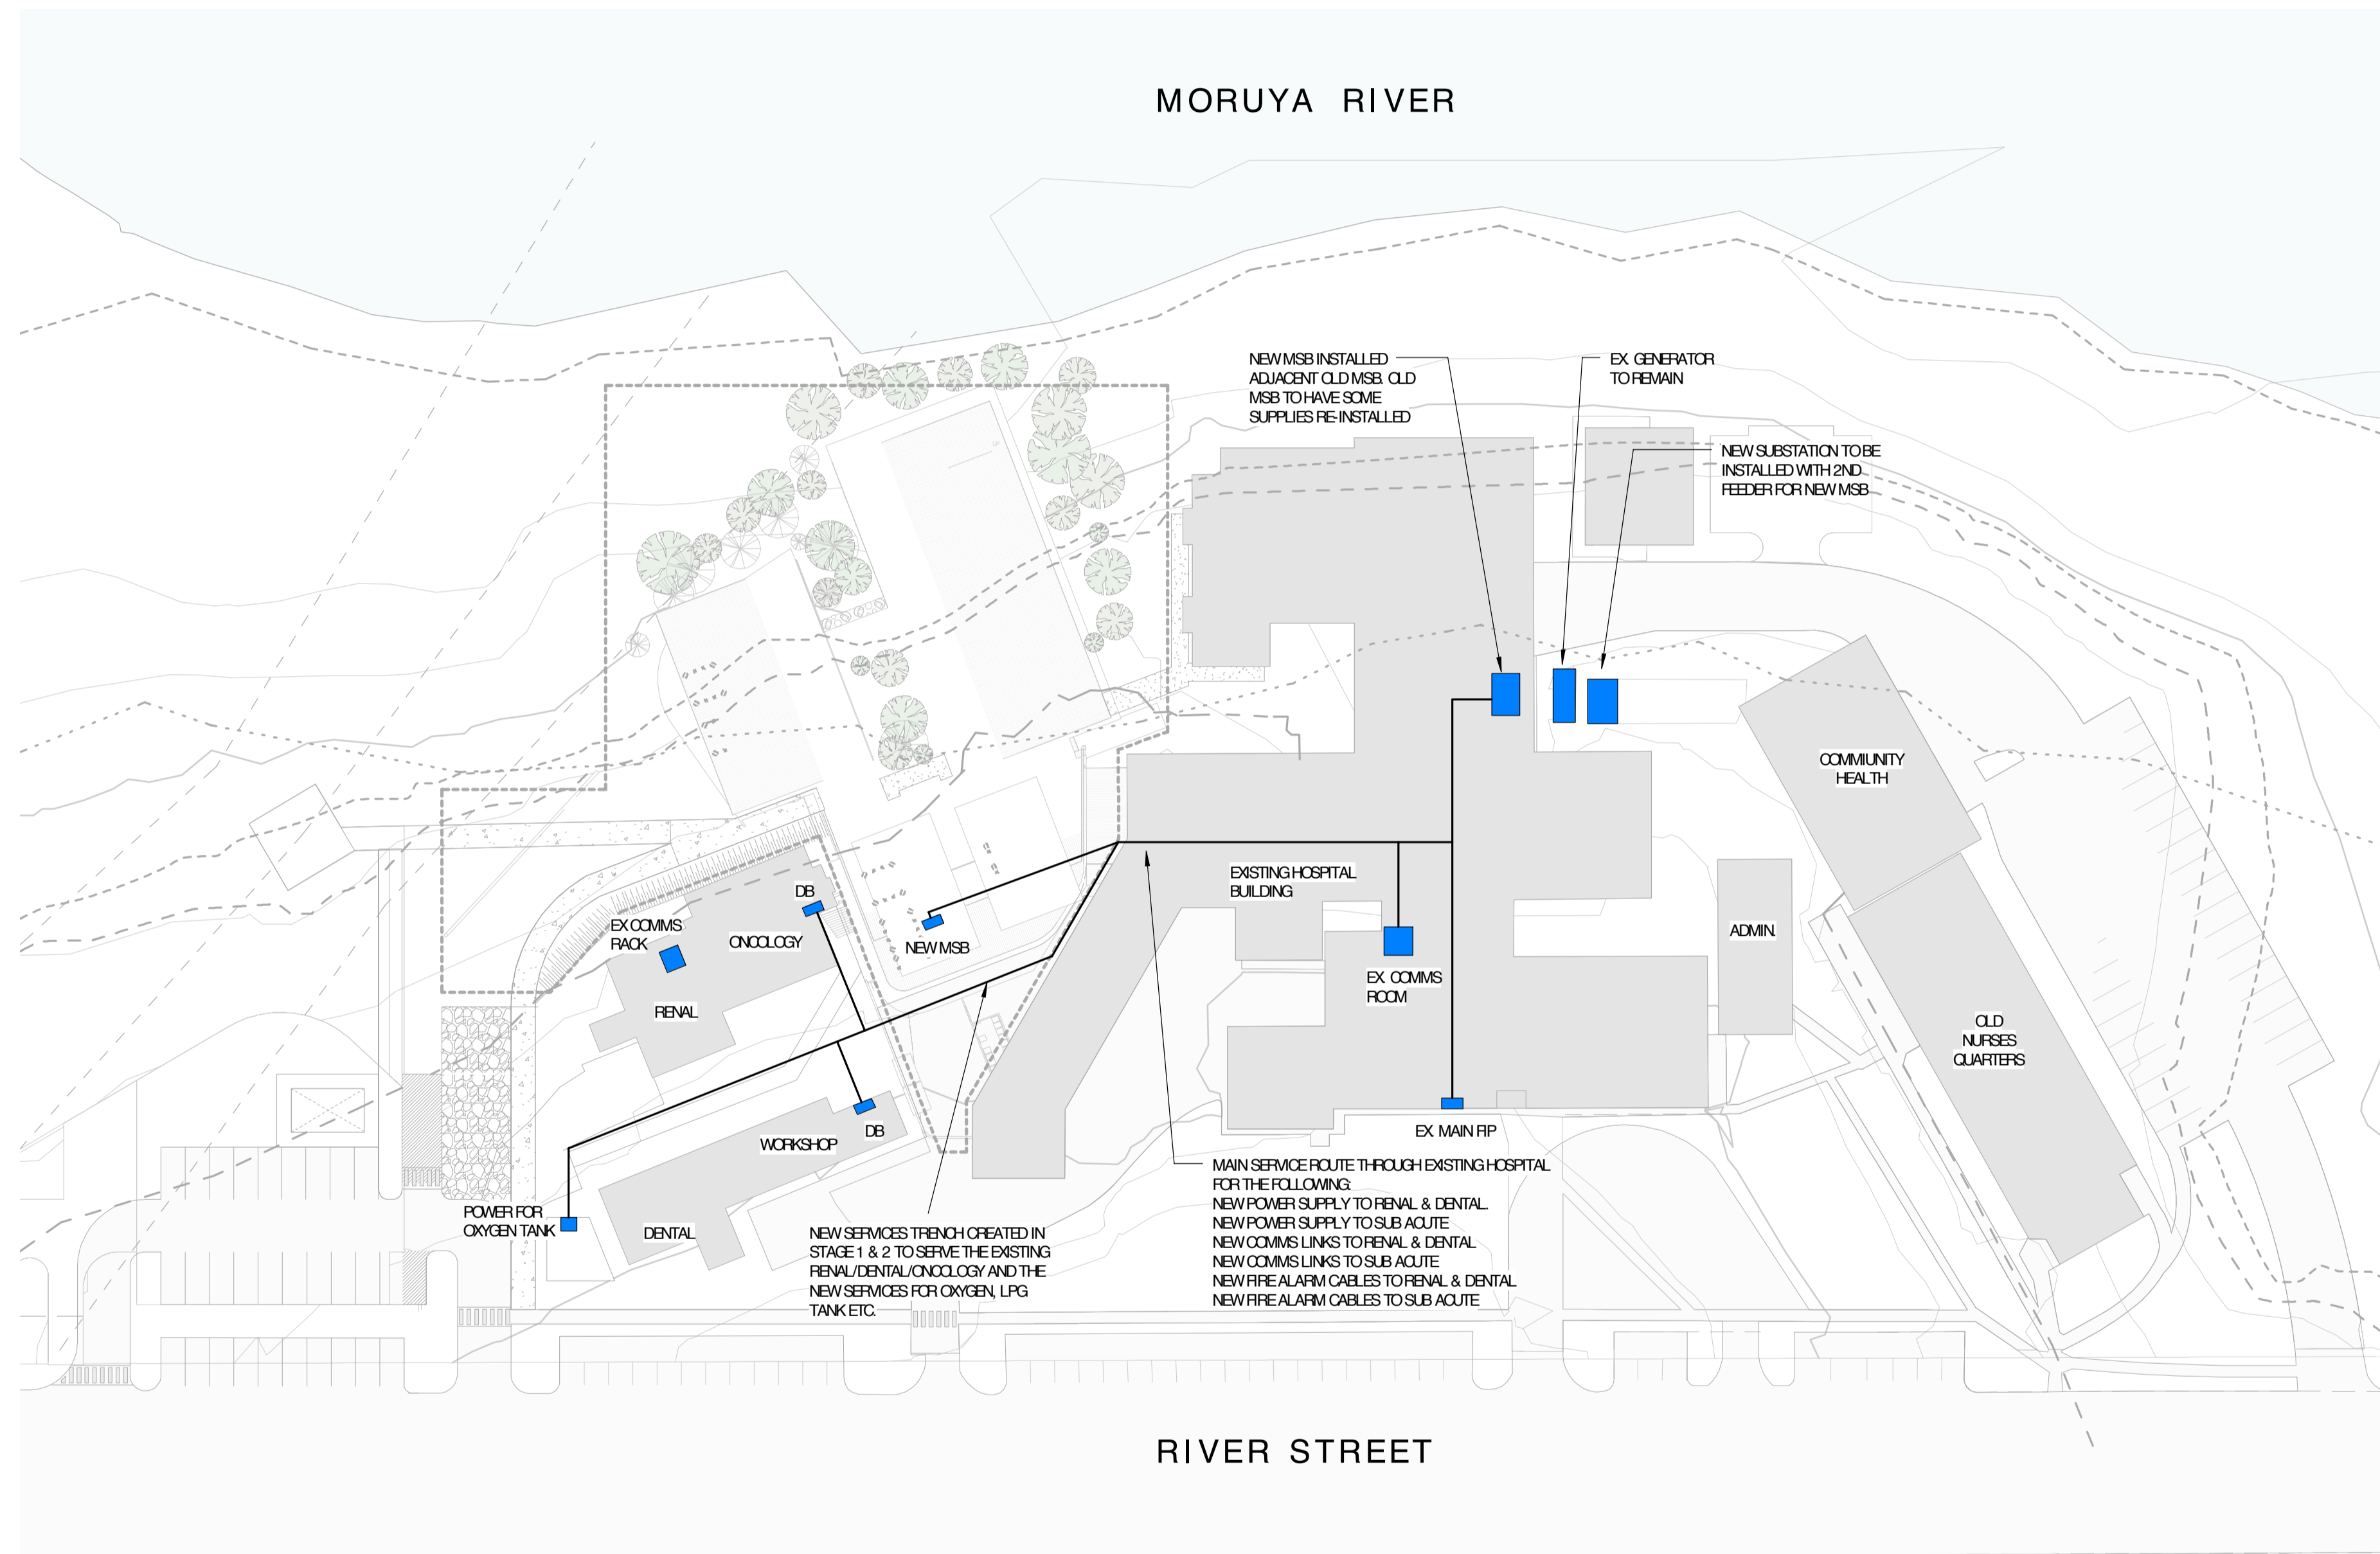 MORUYA RIVER
NEW MSB INSTALLED
ADJACENT OLD MSB. OLD
MSB TO HAVE SOME
SUPPLIES RE-INSTALLED
EX. GENERATOR
TO REMAIN
NEW SUBSTATION TO BE
INSTALLED WITH 2ND
FEEDER FOR NEW MSB
COMMIUNITY
HEALTH
EXISTING HOSPITAL
BUILDING
DB
EX COMMS
RACK
ONCOLOGY
NEW MSB
ADMIN.
EX. COMMS
ROOM
RENAL
OLD
NURSES
QUARTERS
EX. MAIN FIP
DB
WORKSHOP
MAIN SERVICE ROUTE THROUGH EXISTING HOSPITAL
FOR THE FOLLOWING:
NEW POWER SUPPLY TO RENAL & DENTAL.
NEW POWER SUPPLY TO SUB ACUTE
NEW COMMS LINKS TO RENAL & DENTAL
NEW COMMS LINKS TO SUB ACUTE
NEW FIRE ALARM CABLES TO RENAL & DENTAL
NEW FIRE ALARM CABLES TO SUB ACUTE
POWER FOR
OXYGEN TANK
DENTAL
NEW SERVICES TRENCH CREATED IN
STAGE 1 & 2 TO SERVE THE EXISTING
RENAL/DENTAL/ONCOLOGY AND THE
NEW SERVICES FOR OXYGEN, LPG
TANK ETC.
RIVER STREET